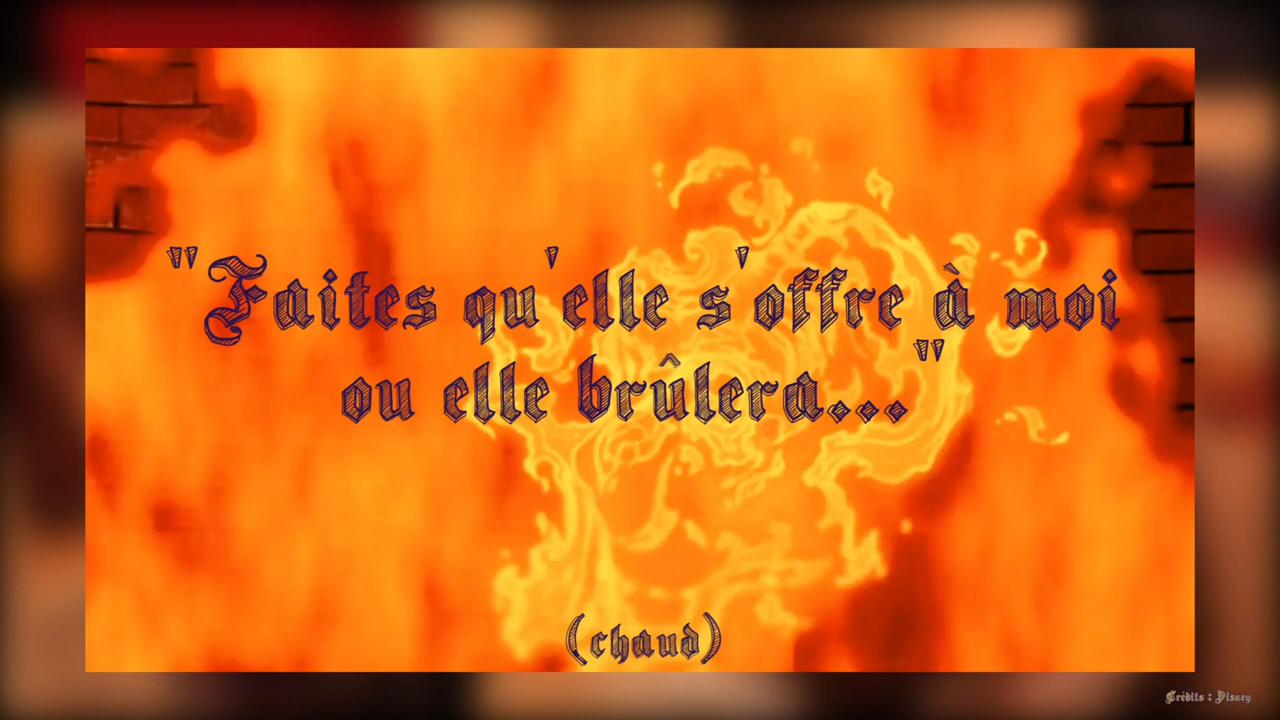 "Faites qu'elle s'offre à moi
ou elle brûlera..."
(chaud)
Crédits : Disney